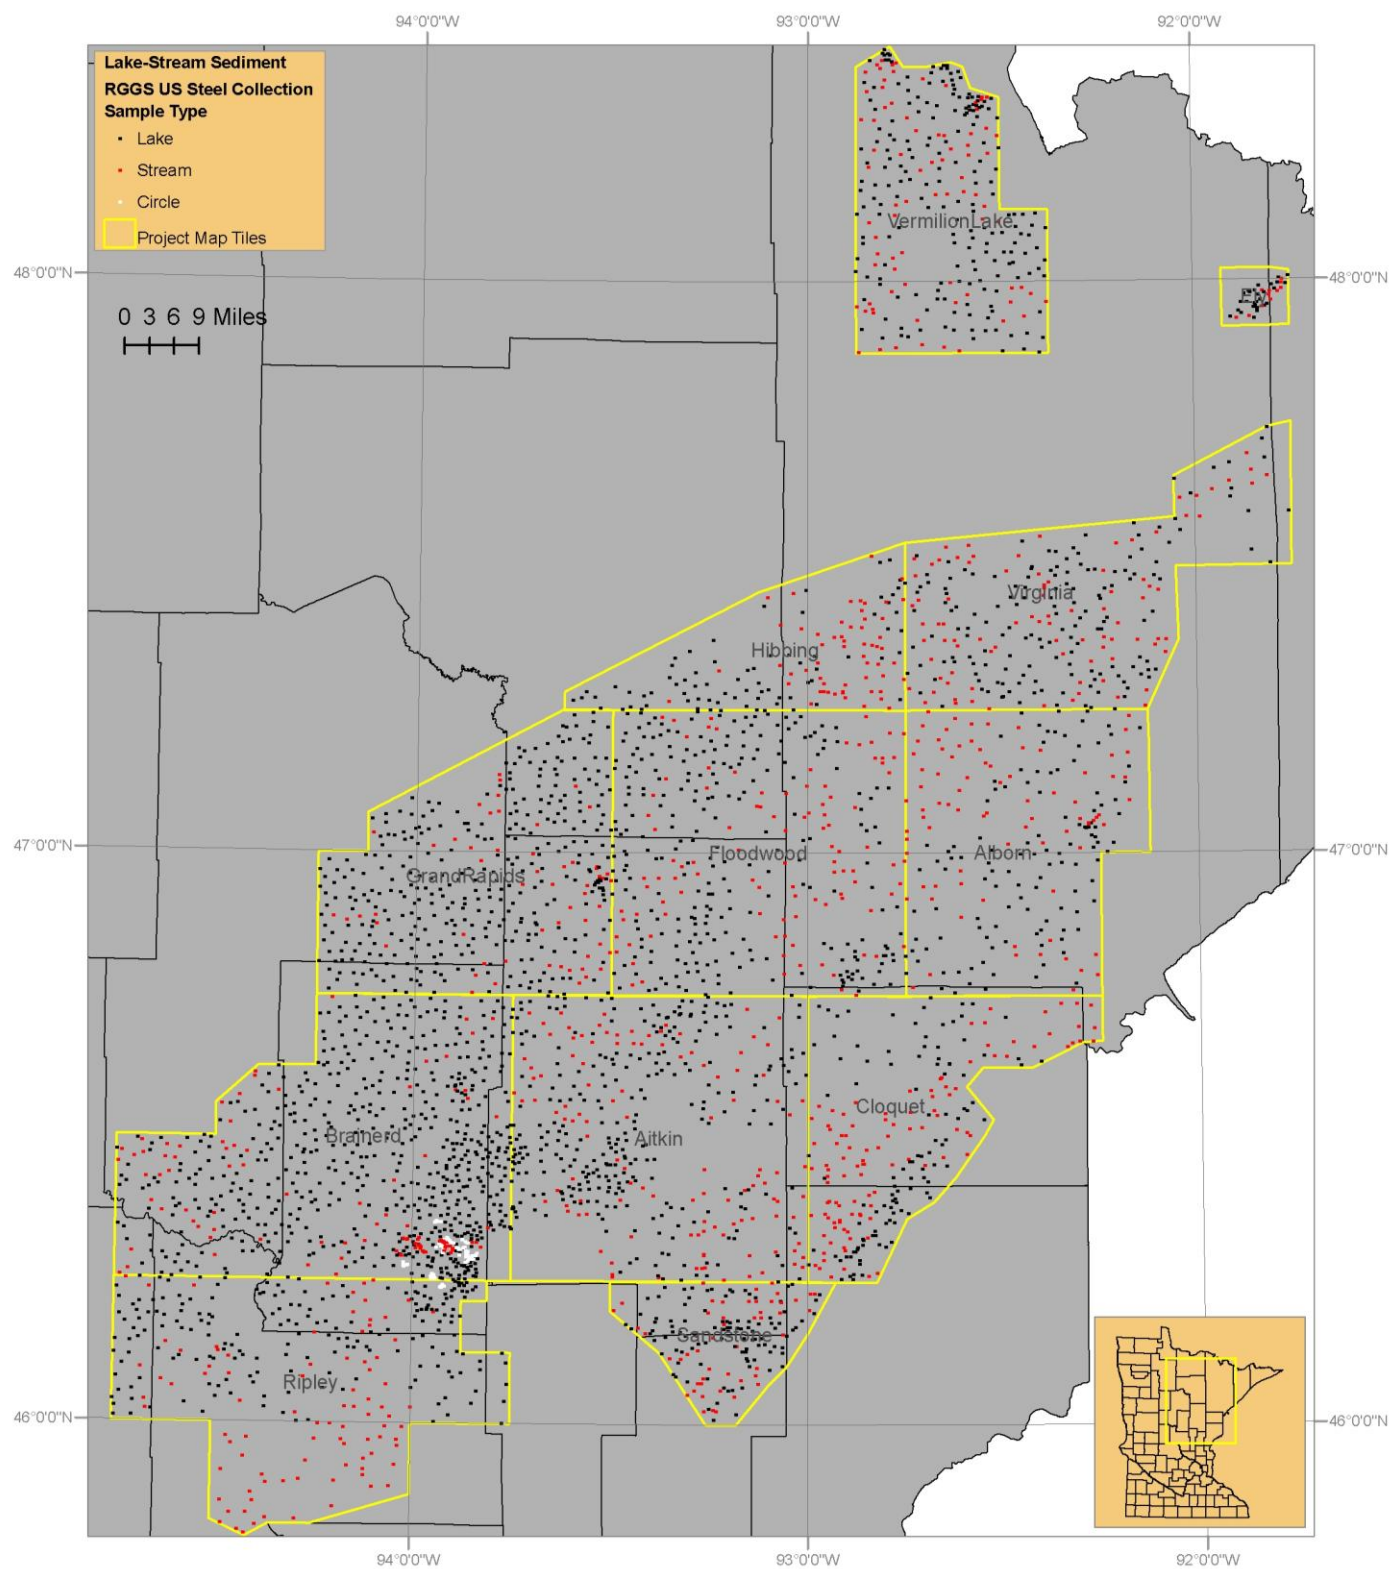 94°0'0"W
93°0'0"W
92°0'0"W
Lake-Stream Sediment
RGGS US Steel Collection
Sample Type
Lake
Stream
Circle
Project Map Tiles
VermilionLake
48°0'0"N
48°0'0"N
Ely
0 3 6 9 Miles
Virginia
Hibbing
47°0'0"N
Floodwood
Alborn
47°0'0"N
GrandRapids
Cloquet
Brainerd
Aitkin
Sandstone
Ripley
46°0'0"N
46°0'0"N
94°0'0"W
93°0'0"W
92°0'0"W